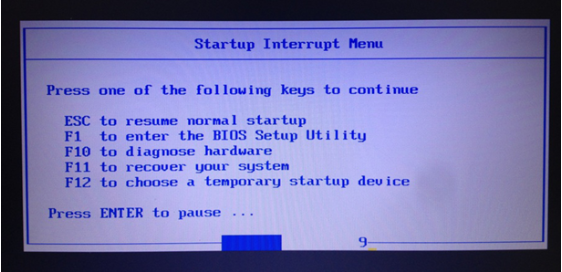 Startup Interrupt Menu
Press one of the following keys to continue
ESC to resume normal startup
F1 to enter the BIOS Setup Utility
F10 to diagnose hardware
F11 to recover your system
F12 to choose a temporary startup device
Press ENTER to pause ...
9